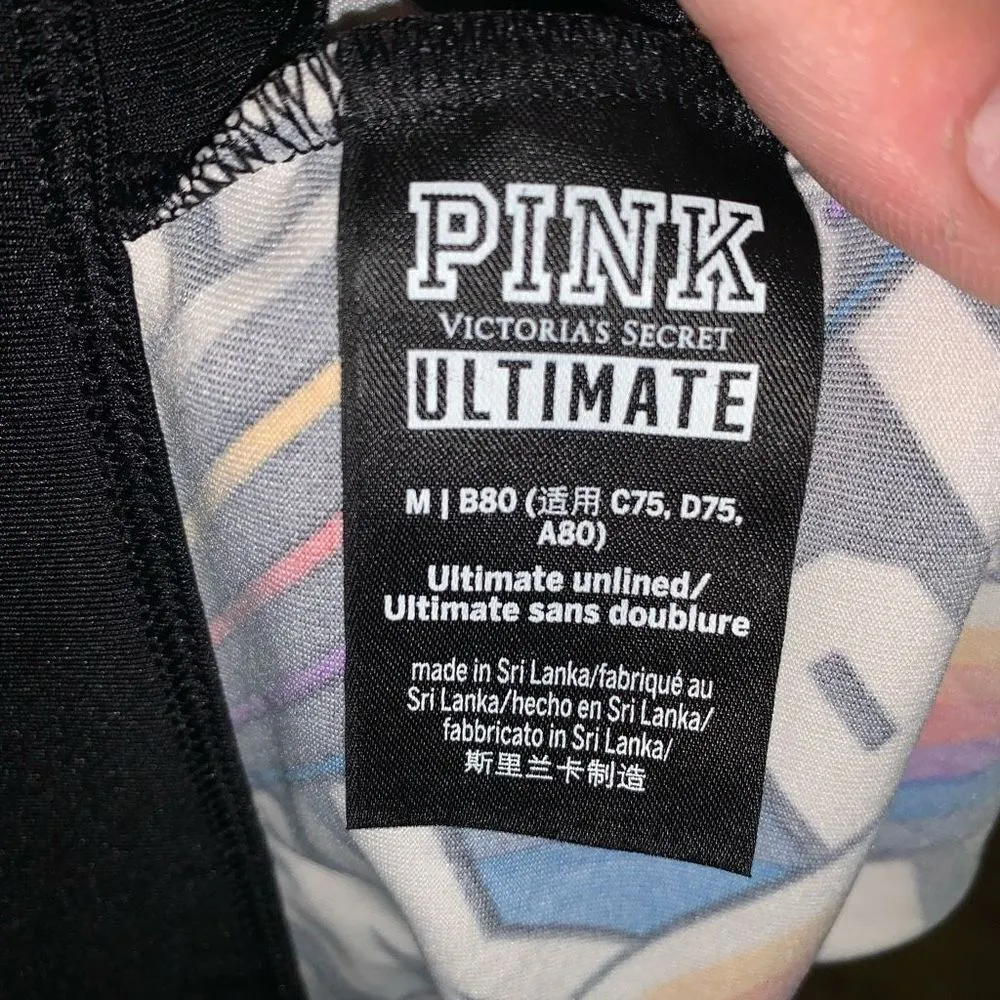 PINK
VICTORIA'S SECRET
ULTIMATE
M | B80 (适用 C75, D75,
A80)
Ultimate unlined/
Ultimate sans doublure
made in Sri Lanka/fabriqué au
Sri Lanka/hecho en Sri Lanka/
fabbricato in Sri Lanka/
斯里兰卡制造